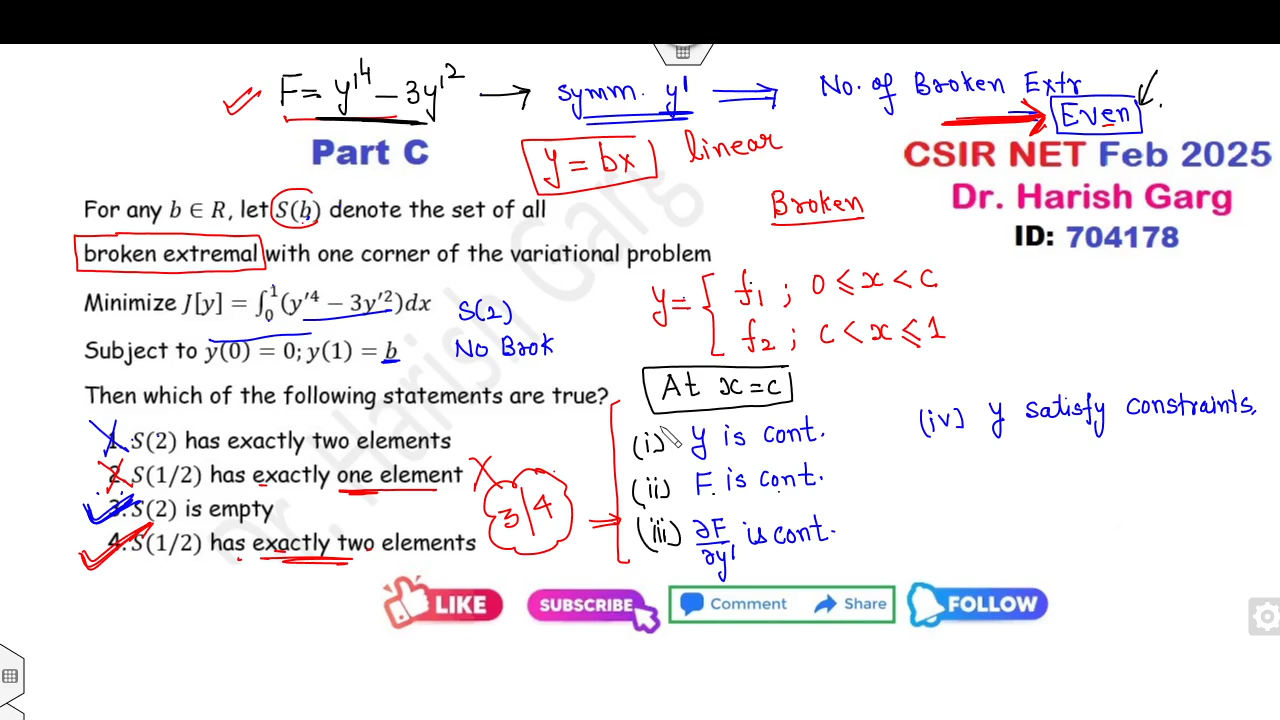 F = y'⁴ − 3y'² → symm. y' ⟹ No. of Broken Extr → Even
Part C
y = bx linear
CSIR NET Feb 2025
Dr. Harish Garg
ID: 704178
For any b ∈ R, let S(b) denote the set of all
broken extremal with one corner of the variational problem
Minimize J[y] = ∫₀¹(y'⁴ − 3y'²)dx
Subject to y(0) = 0; y(1) = b
Then which of the following statements are true?
1. S(2) has exactly two elements
2. S(1/2) has exactly one element
3. S(2) is empty
4. S(1/2) has exactly two elements
S(2)
No Brok
3/4
Broken
y = { f₁ ; 0 ≤ x < c
f₂ ; c < x ≤ 1
At x = c
(i) y is cont.
(ii) F is cont.
(iii) ∂F/∂y' is cont.
(iv) y satisfy constraints.
Dr. Harish Garg
LIKE
SUBSCRIBE
Comment
Share
FOLLOW